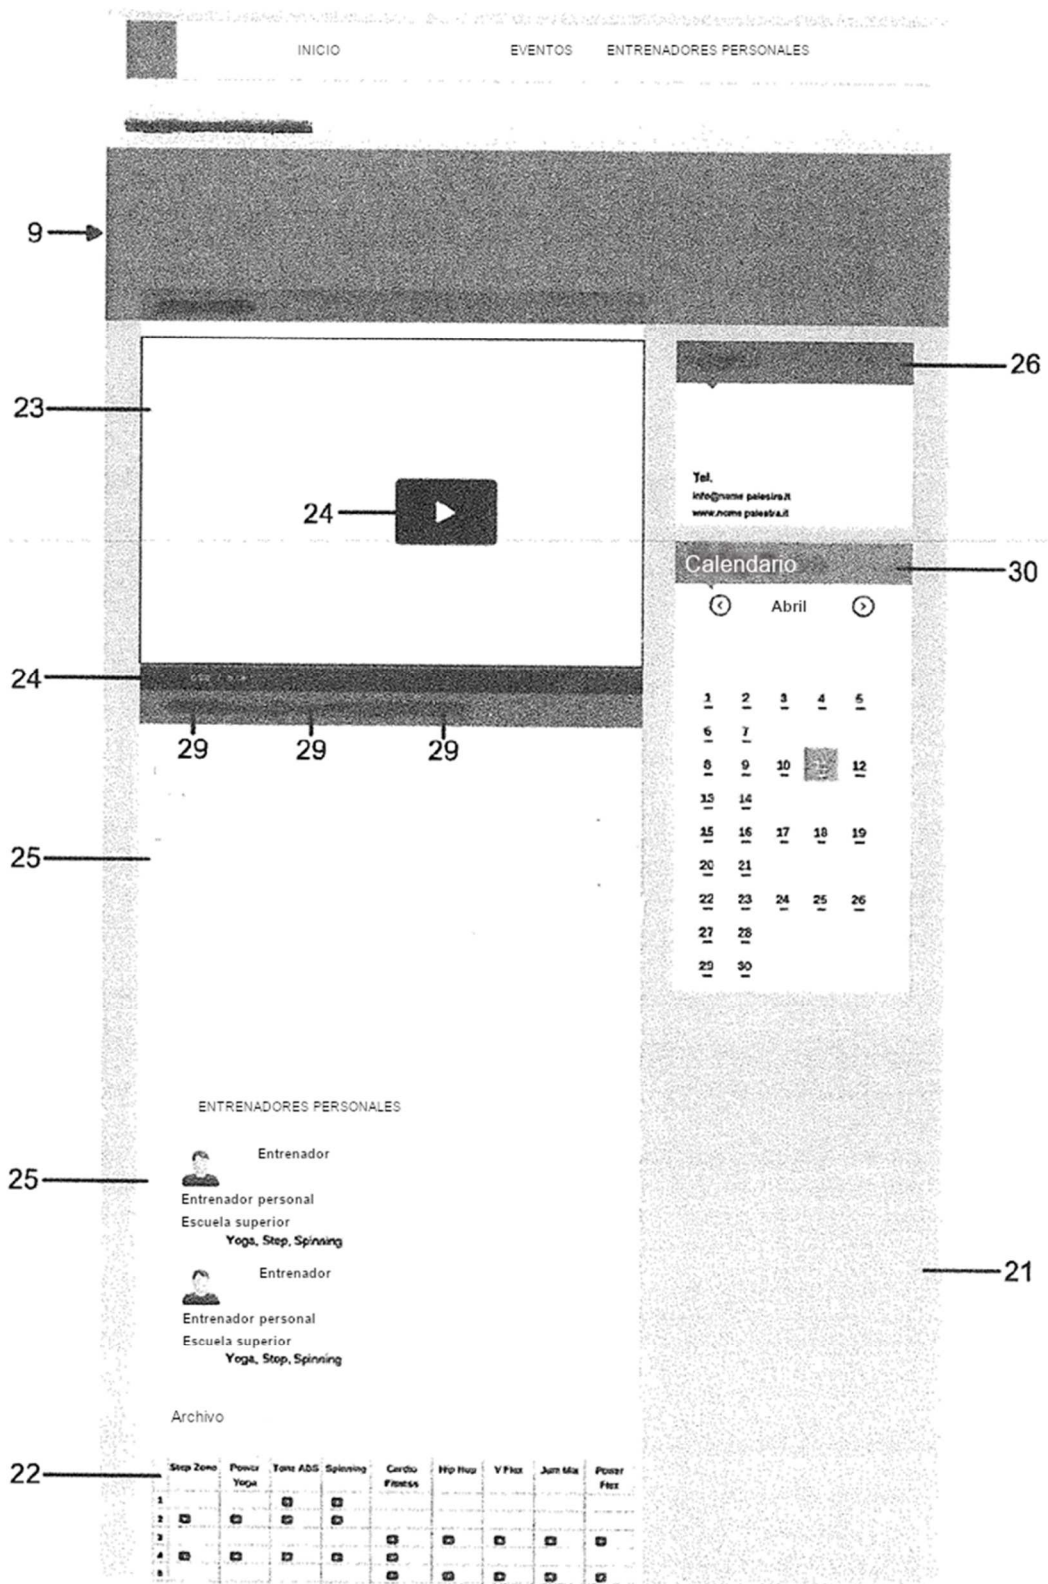 INICIO EVENTOS ENTRENADORES PERSONALES
9
26
23
Tel.
24
Calendario
30
Abril
24
1 2 3 4 5
29 29 29
6 7
8 9 10 12
13 14
15 16 17 18 19
25
20 21
22 23 24 25 26
27 28
29 30
ENTRENADORES PERSONALES
Entrenador
25
Entrenador personal
Escuela superior
Yoga, Step, Spinning
Entrenador
21
Entrenador personal
Escuela superior
Yoga, Step, Spinning
Archivo
22
Step Zone Power Yoga Tone ABS Spinning Cardio Fitness Hip Hop V Flex Jum Mix Power Flex
1
2
3
4
5